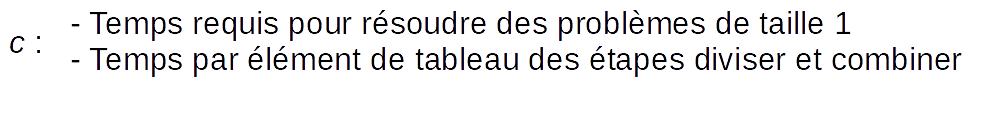 c :
- Temps requis pour résoudre des problèmes de taille 1
- Temps par élément de tableau des étapes diviser et combiner